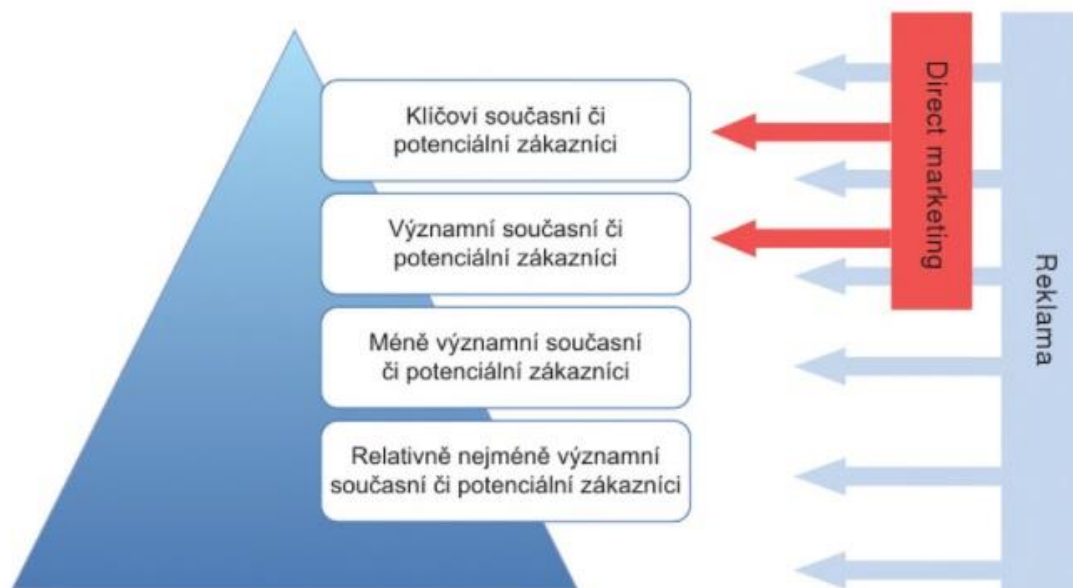 Klíčoví současní či
potenciální zákazníci
Významní současní či
potenciální zákazníci
Méně významní současní
či potenciální zákazníci
Relativně nejméně významní
současní či potenciální zákazníci
Direct marketing
Reklama